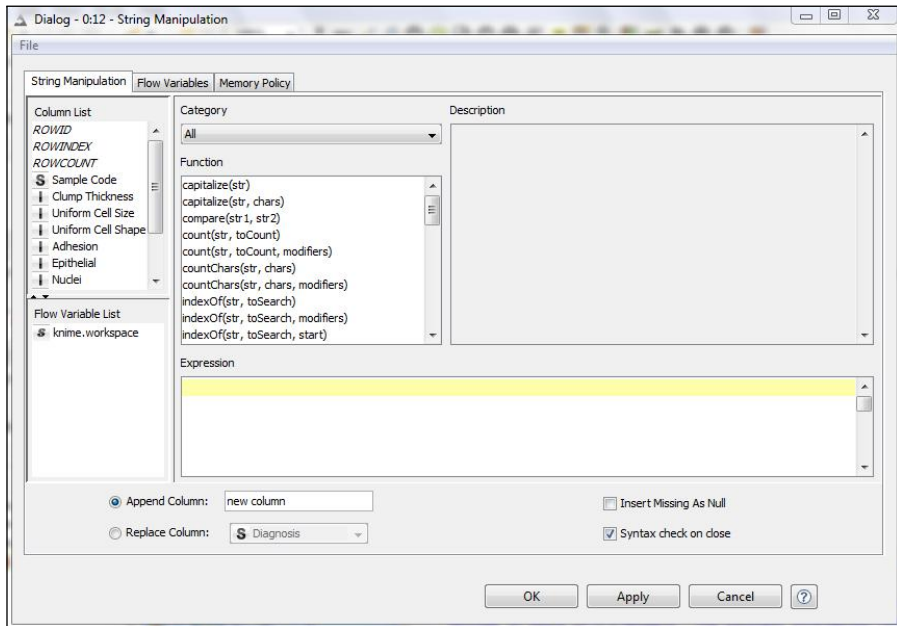 Dialog - 0:12 - String Manipulation
File
String Manipulation Flow Variables Memory Policy
Column List
ROWID
ROWINDEX
ROWCOUNT
S Sample Code
I Clump Thickness
I Uniform Cell Size
I Uniform Cell Shape
I Adhesion
I Epithelial
I Nuclei
Flow Variable List
S knime.workspace
Category
All
Function
capitalize(str)
capitalize(str, chars)
compare(str1, str2)
count(str, toCount)
count(str, toCount, modifiers)
countChars(str, chars)
countChars(str, chars, modifiers)
indexOf(str, toSearch)
indexOf(str, toSearch, modifiers)
indexOf(str, toSearch, start)
Description
Expression
Append Column: new column
Insert Missing As Null
Replace Column: S Diagnosis
Syntax check on close
OK Apply Cancel ?